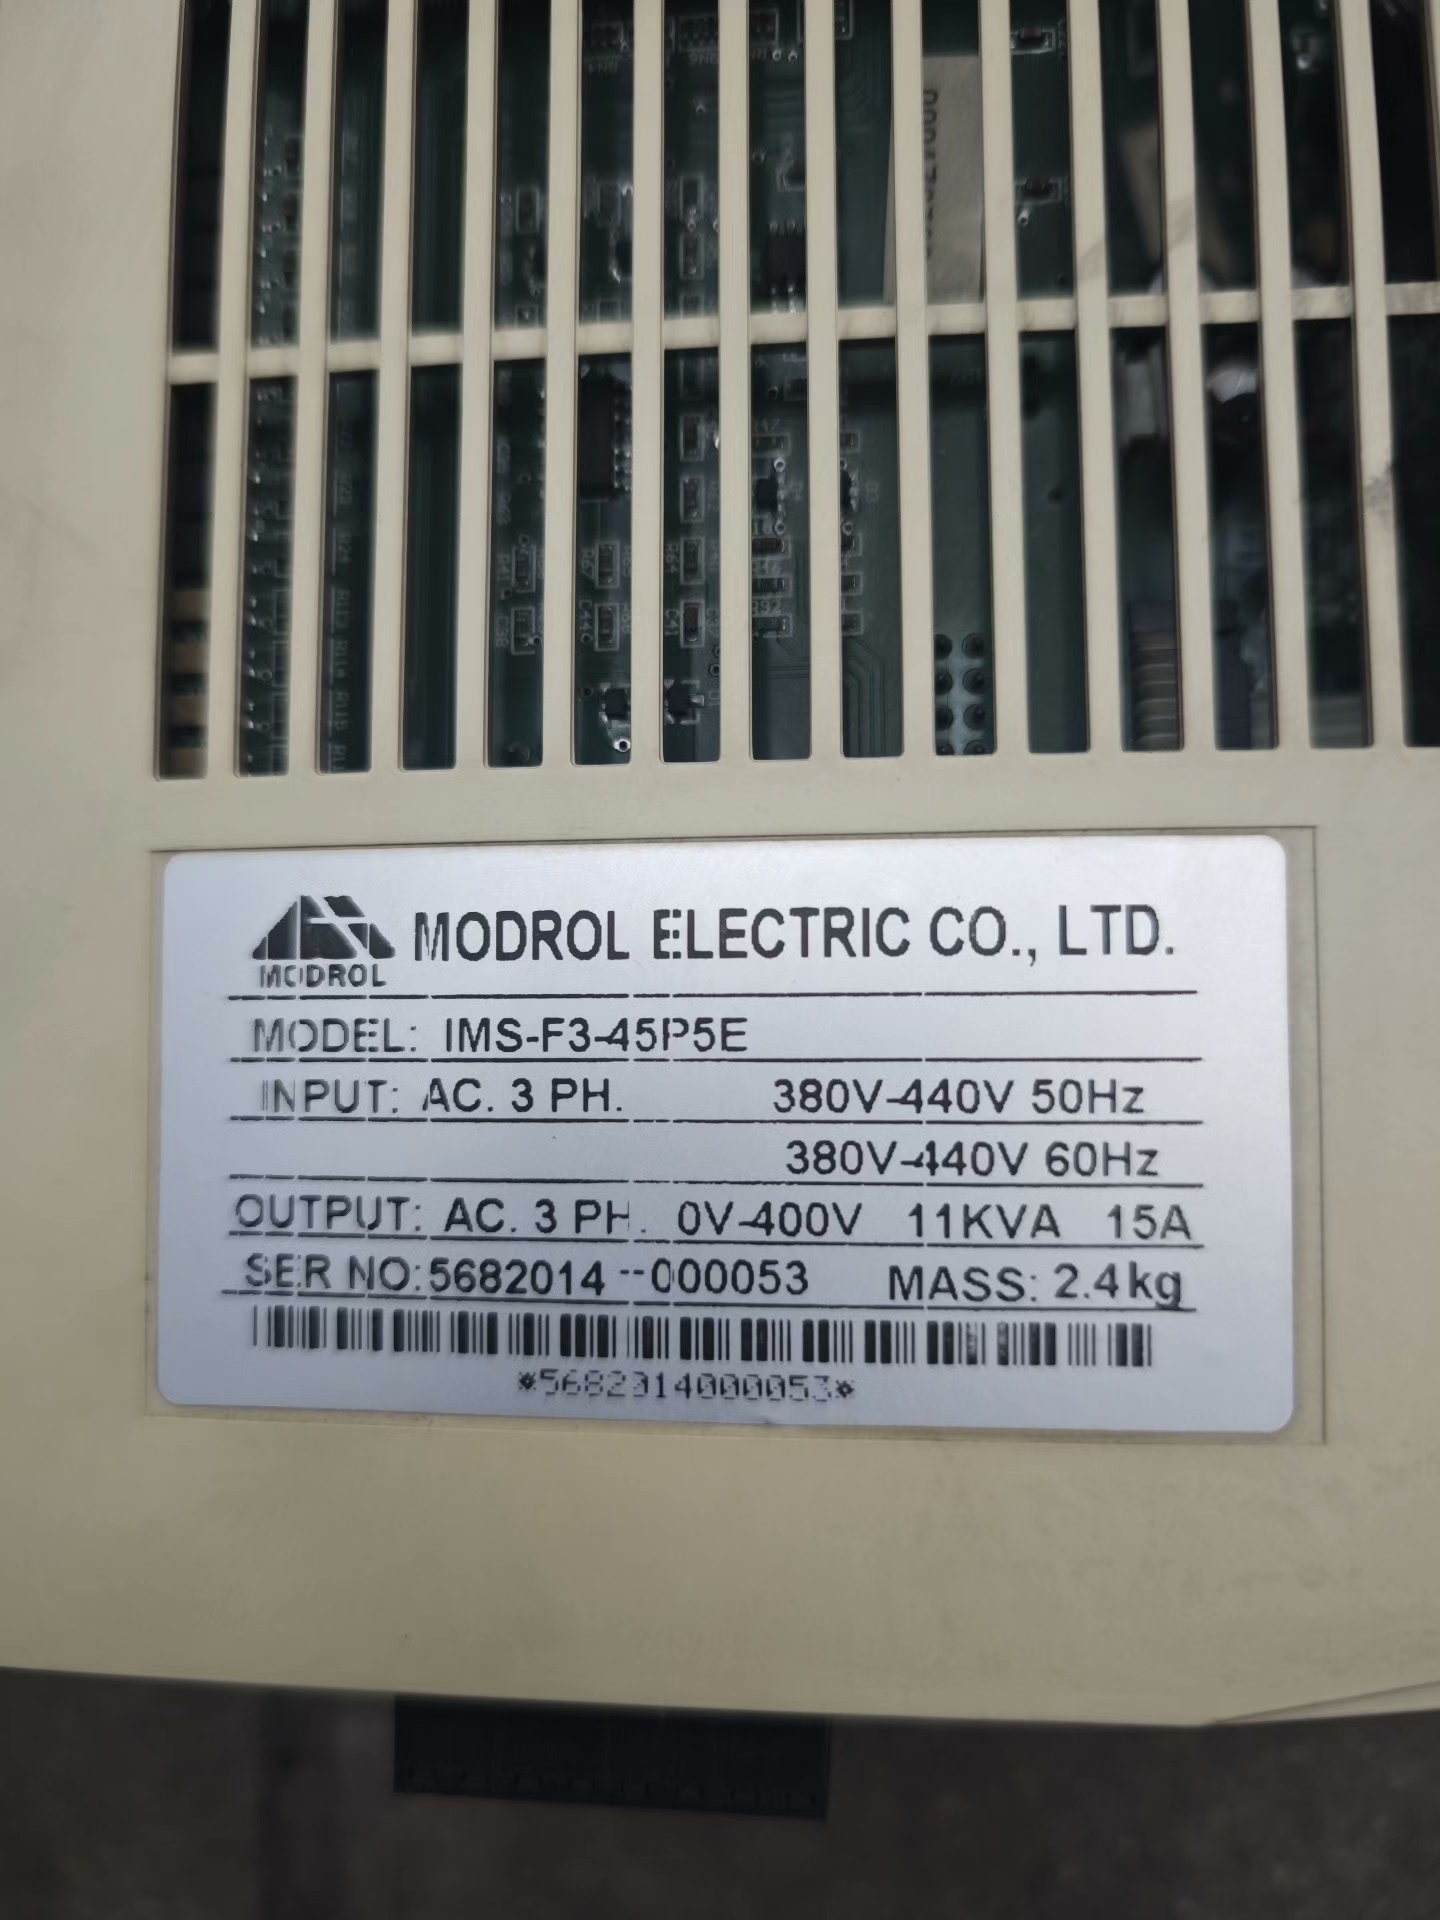 MODROL ELECTRIC CO., LTD.
MODROL
MODEL: IMS-F3-45P5E
INPUT: AC. 3 PH. 380V-440V 50Hz
380V-440V 60Hz
OUTPUT: AC. 3 PH. 0V-400V 11KVA 15A
SER NO:5682014--000053 MASS: 2.4kg
*5682014000053*